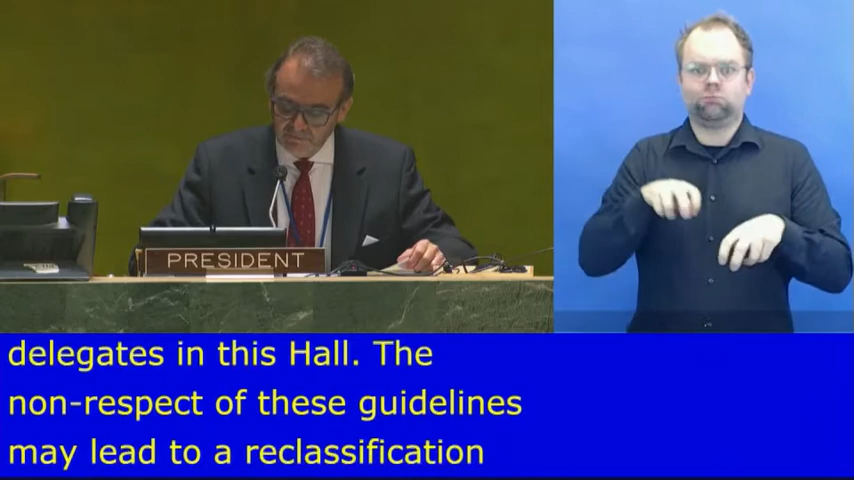 PRESIDENT
delegates in this Hall. The
non-respect of these guidelines
may lead to a reclassification